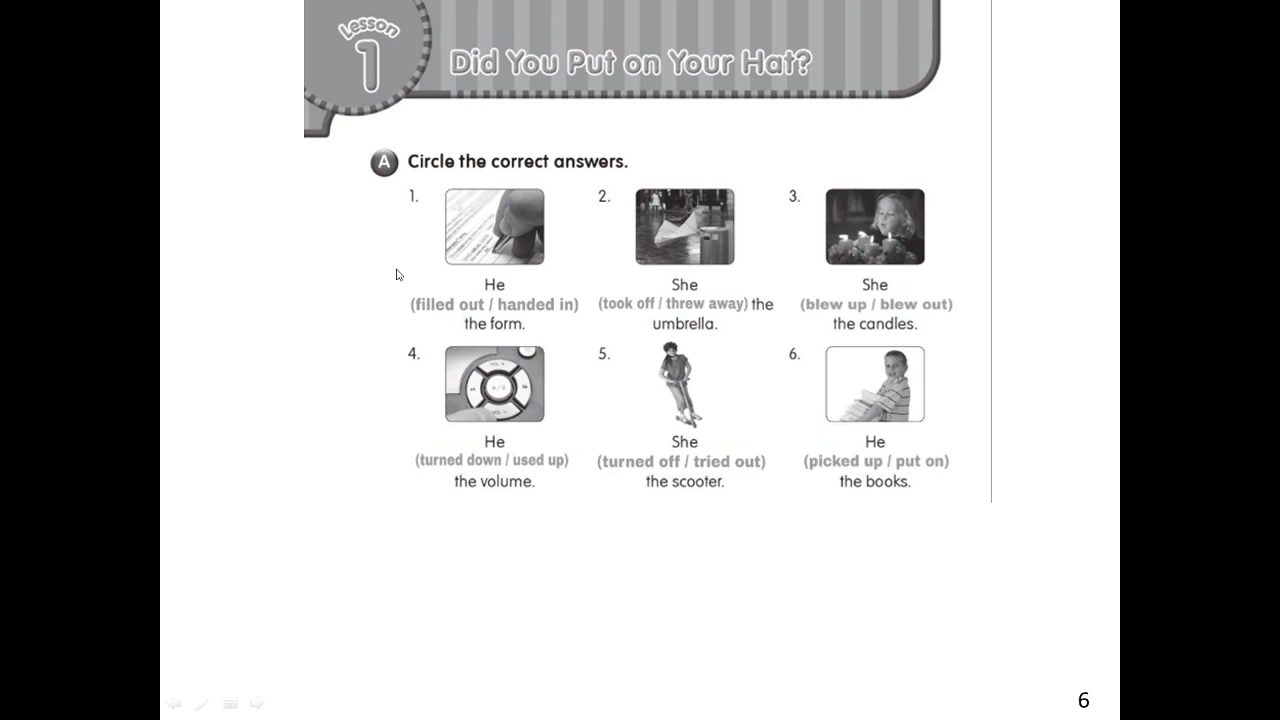 Lesson
1
Did You Put on Your Hat?
A Circle the correct answers.
1.
2.
3.
He
(filled out / handed in)
the form.
She
(took off / threw away) the
umbrella.
She
(blew up / blew out)
the candles.
4.
5.
6.
VOL +
VOL –
He
(turned down / used up)
the volume.
She
(turned off / tried out)
the scooter.
He
(picked up / put on)
the books.
6